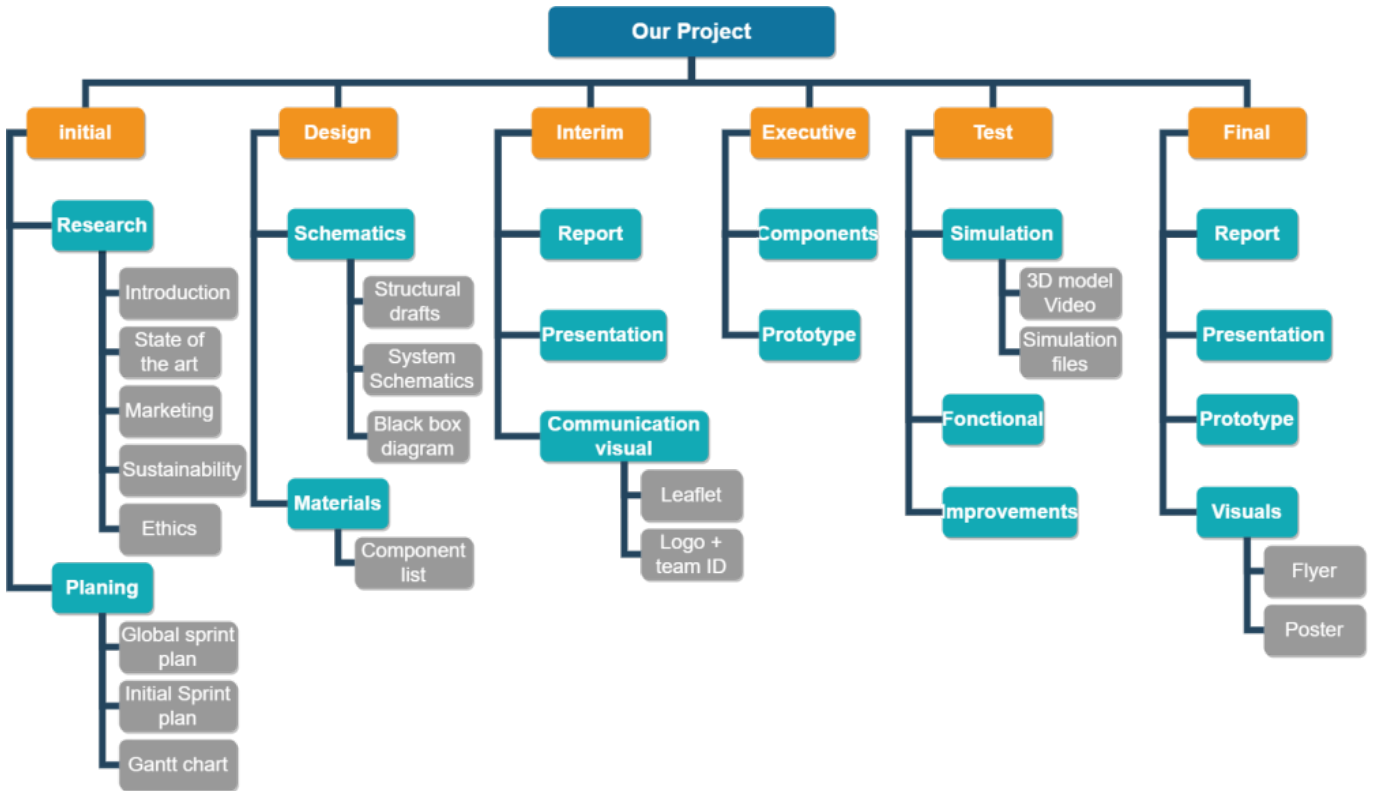 Our Project
initial
Research
Introduction
State of
the art
Marketing
Sustainability
Ethics
Planing
Global sprint
plan
Initial Sprint
plan
Gantt chart
Design
Schematics
Structural
drafts
System
Schematics
Black box
diagram
Materials
Component
list
Interim
Report
Presentation
Communication
visual
Leaflet
Logo +
team ID
Executive
Components
Prototype
Test
Simulation
3D model
Video
Simulation
files
Fonctional
Improvements
Final
Report
Presentation
Prototype
Visuals
Flyer
Poster